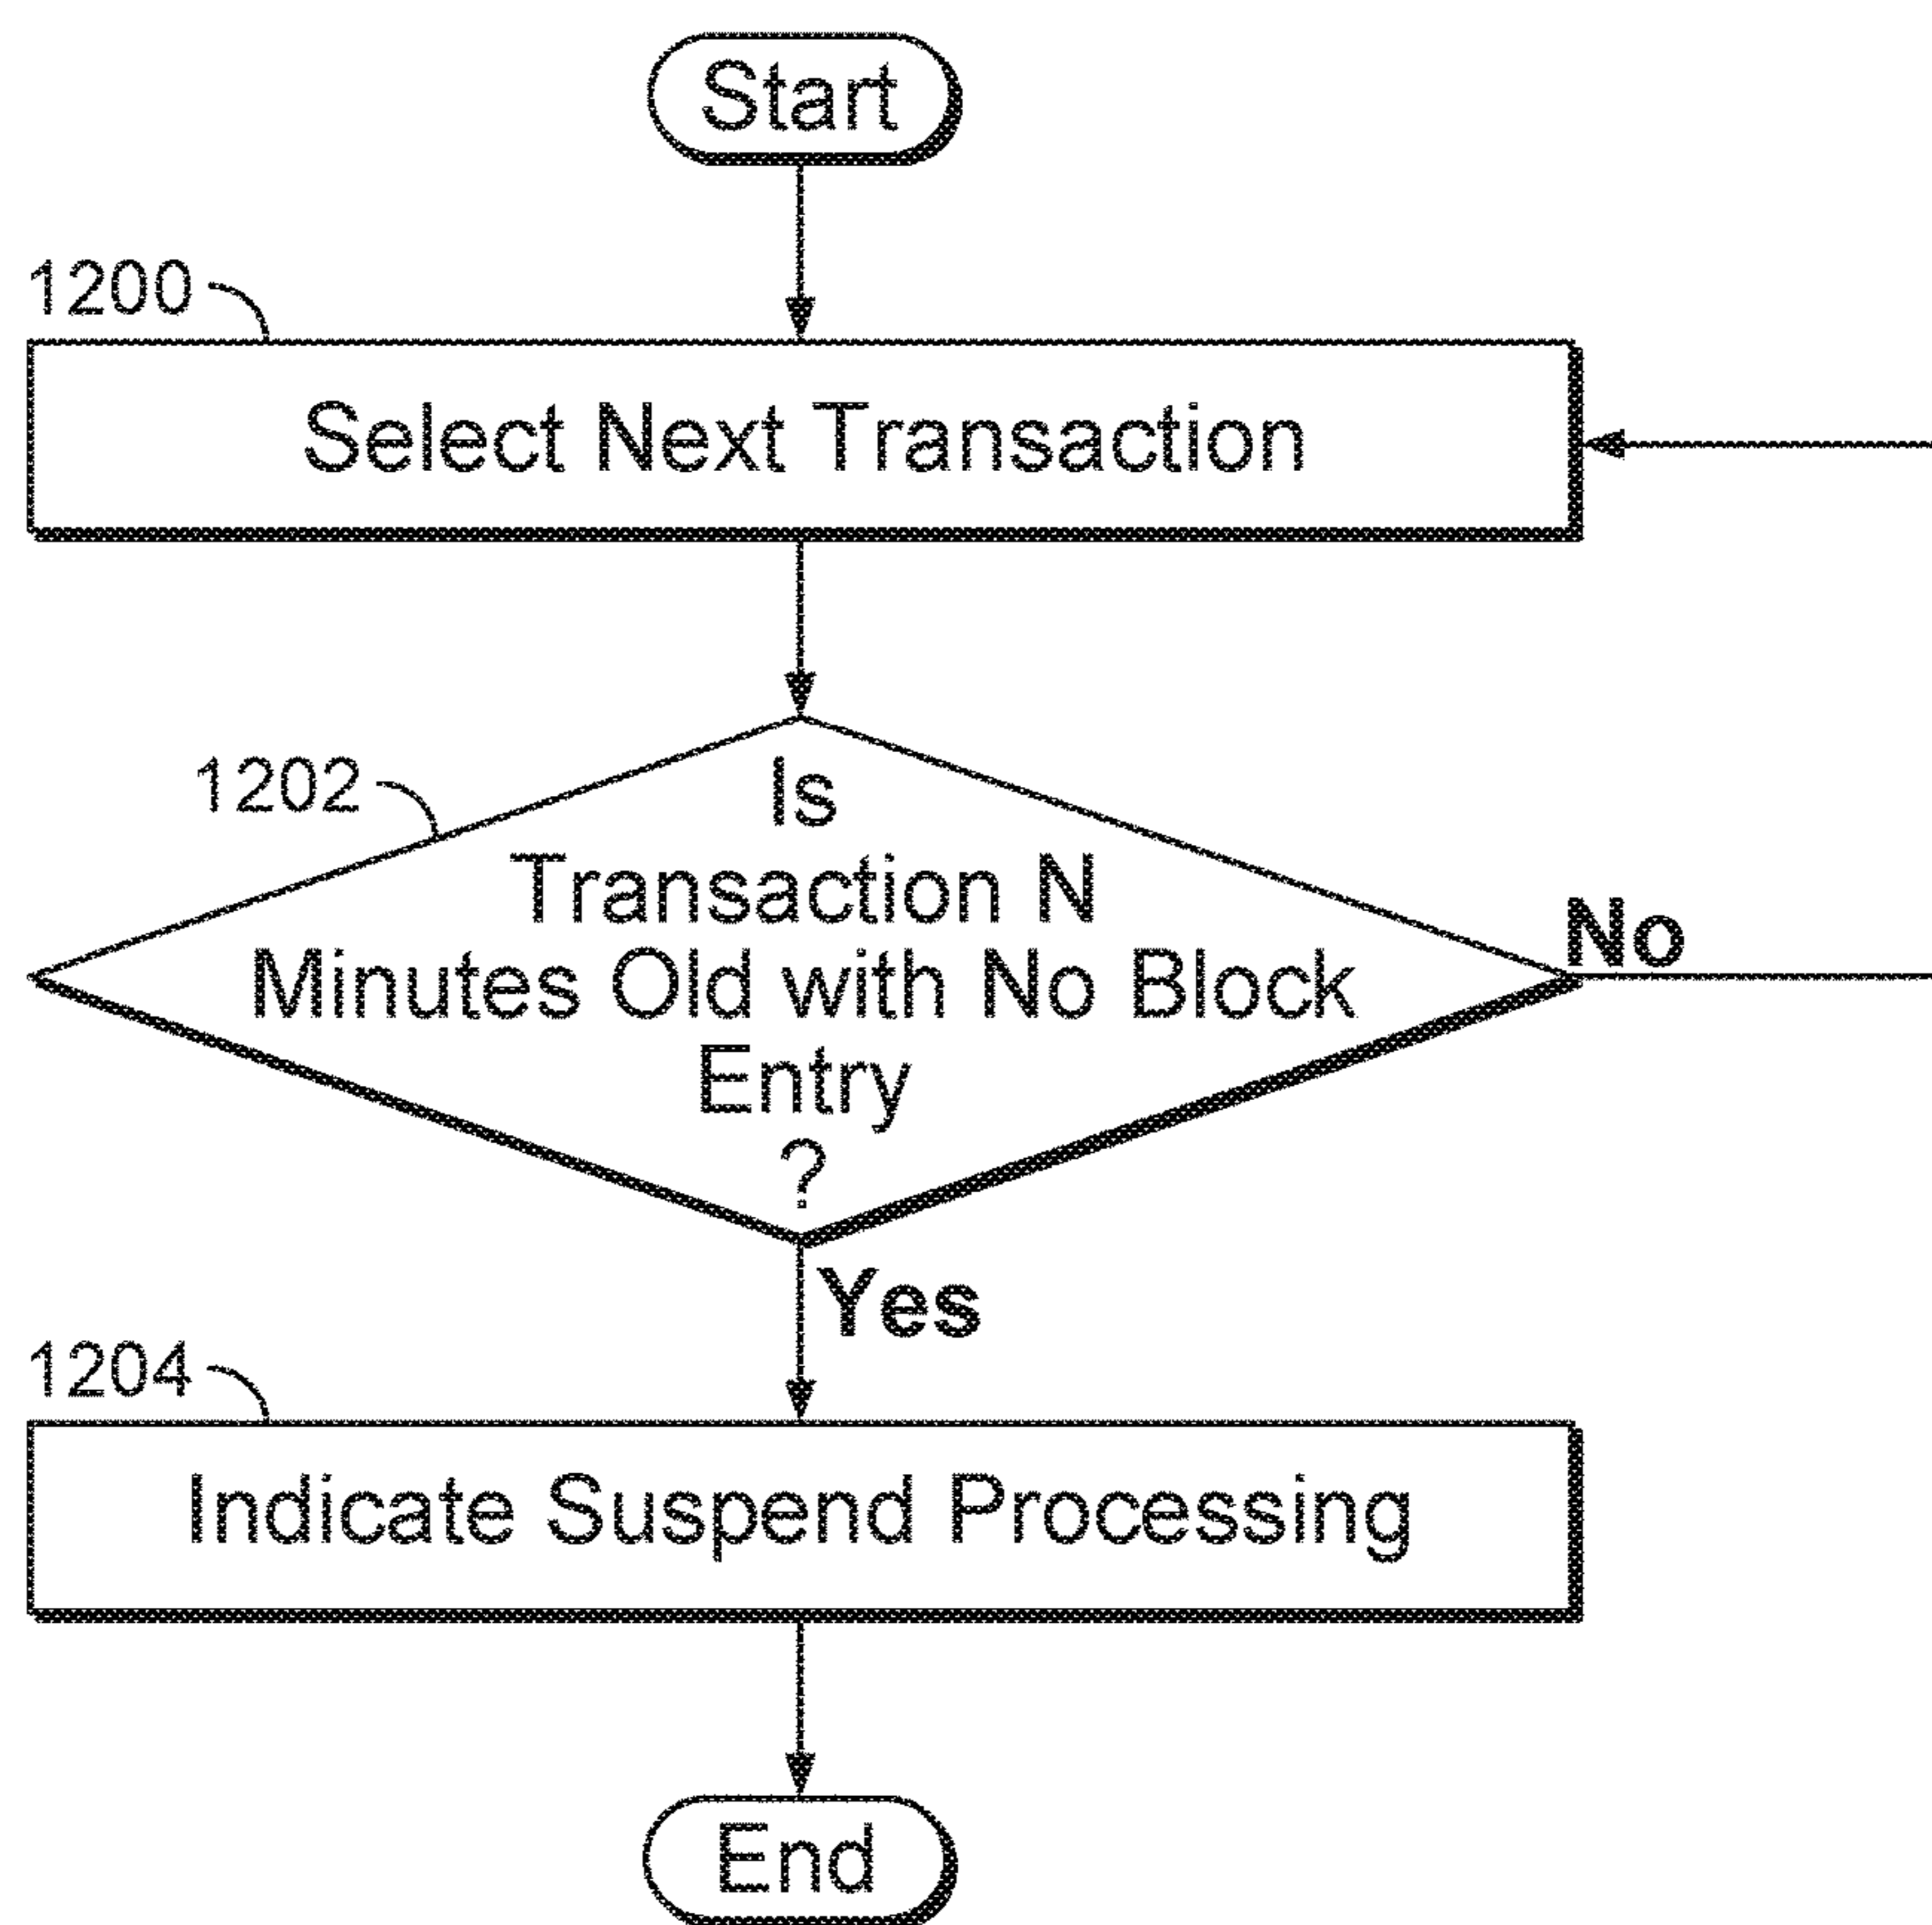 Start
1200
Select Next Transaction
1202
Is
Transaction N
Minutes Old with No Block
Entry
?
No
Yes
1204
Indicate Suspend Processing
End